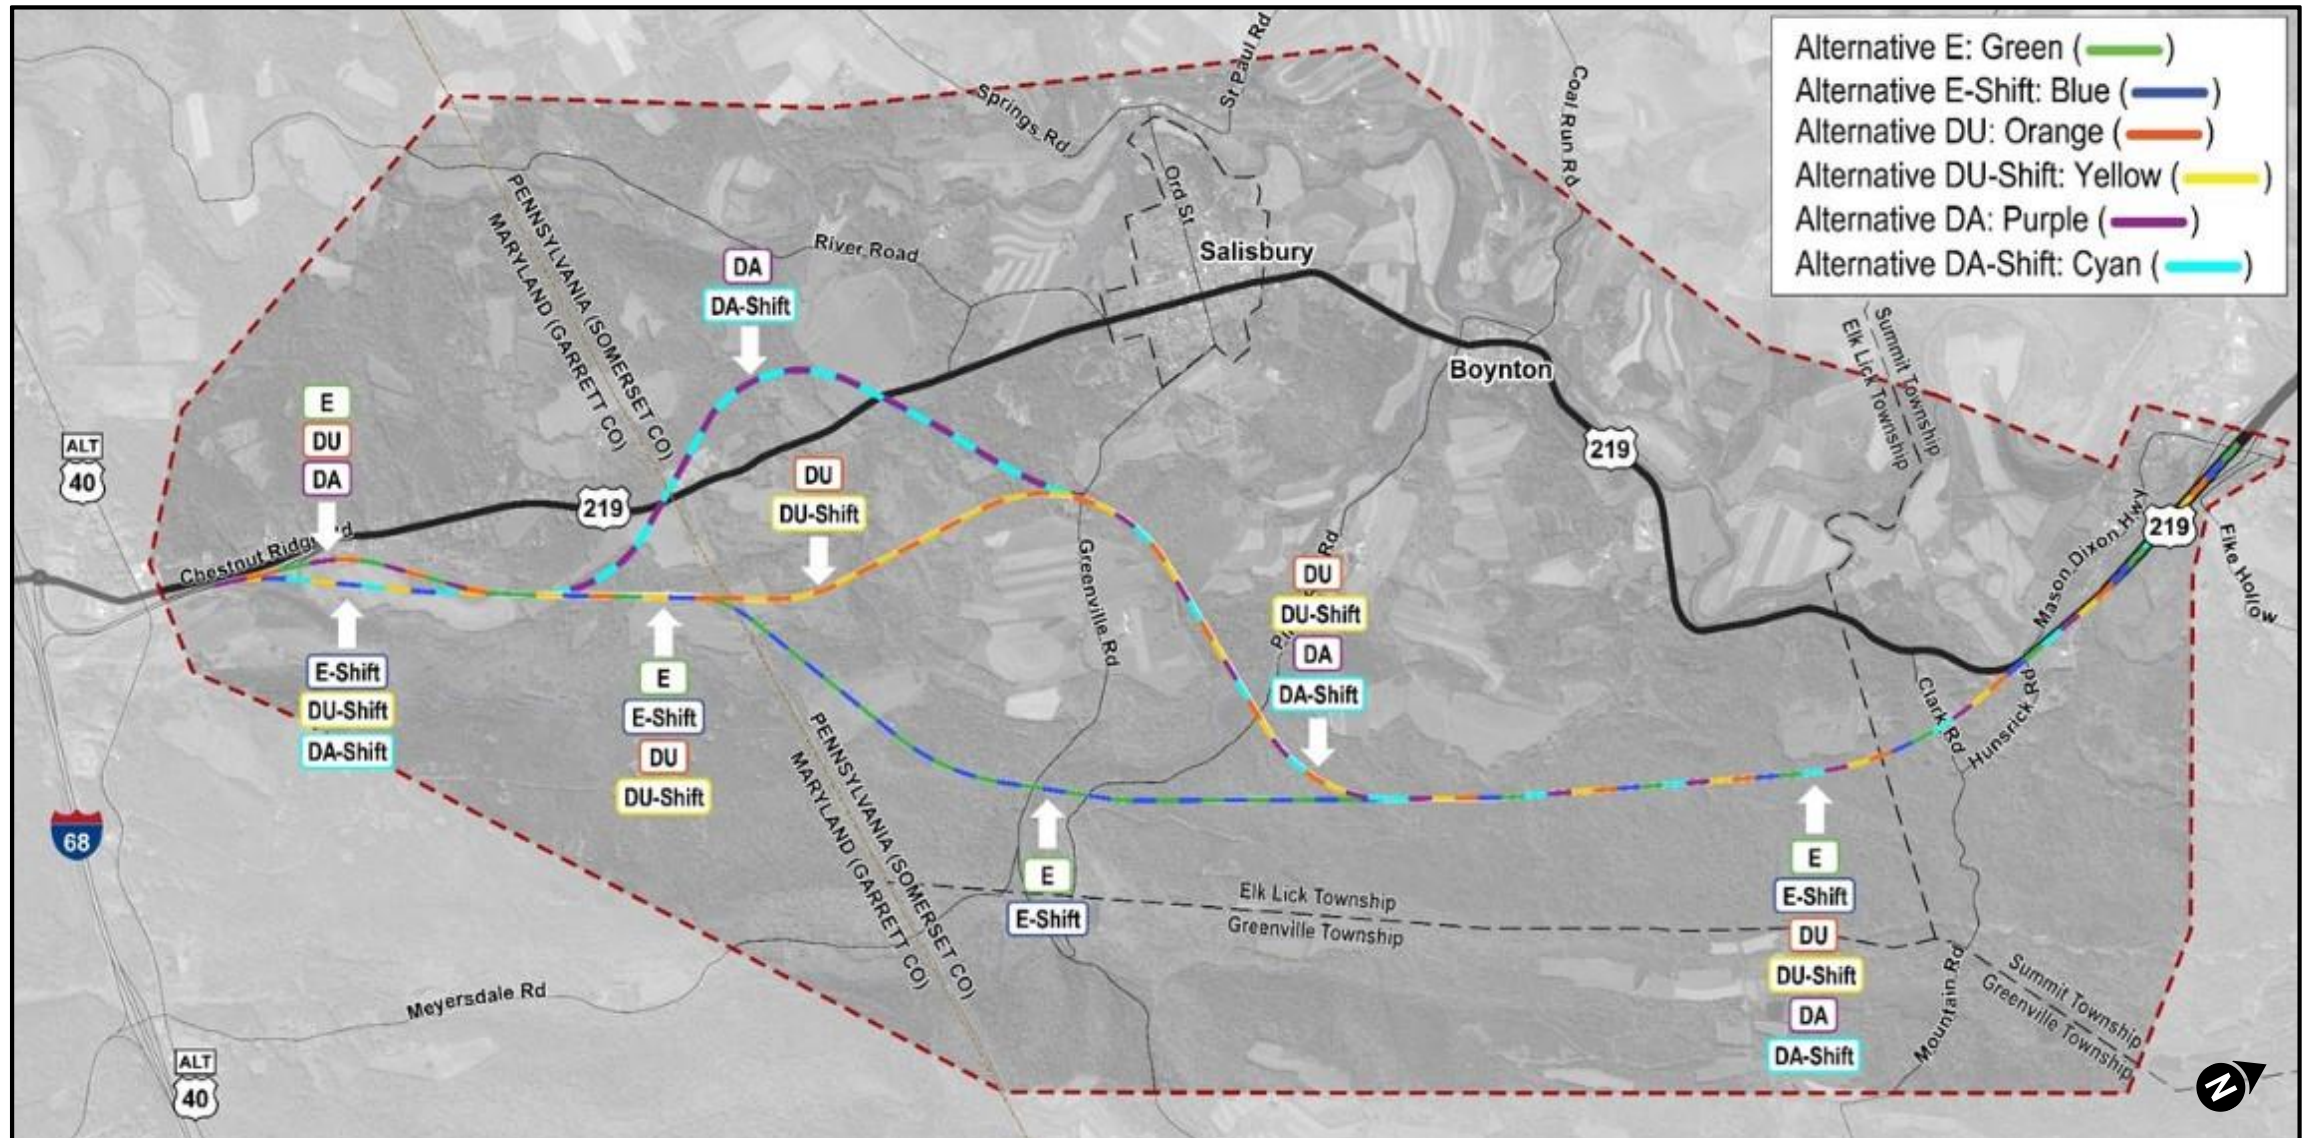 Alternative E: Green ( )
Alternative E-Shift: Blue ( )
Alternative DU: Orange ( )
Alternative DU-Shift: Yellow ( )
Alternative DA: Purple ( )
Alternative DA-Shift: Cyan ( )
St Paul Rd
Springs Rd
Coal Run Rd
Ord St
PENNSYLVANIA (SOMERSET CO)
MARYLAND (GARRETT CO)
River Road
Salisbury
DA
DA-Shift
Boynton
Summit Township
Elk Lick Township
E
DU
DA
ALT
40
219
219
DU
DU-Shift
Chestnut Ridge Rd
Mason Dixon Hwy
219
Fike Hollow
Greenville Rd
Rd
DU
DU-Shift
DA
DA-Shift
E-Shift
DU-Shift
DA-Shift
E
E-Shift
DU
DU-Shift
Clark Rd
Hunsrick Rd
PENNSYLVANIA (SOMERSET CO)
MARYLAND (GARRETT CO)
68
E
E-Shift
Elk Lick Township
Greenville Township
E
E-Shift
DU
DU-Shift
DA
DA-Shift
Mountain Rd
Summit Township
Greenville Township
Meyersdale Rd
ALT
40
N